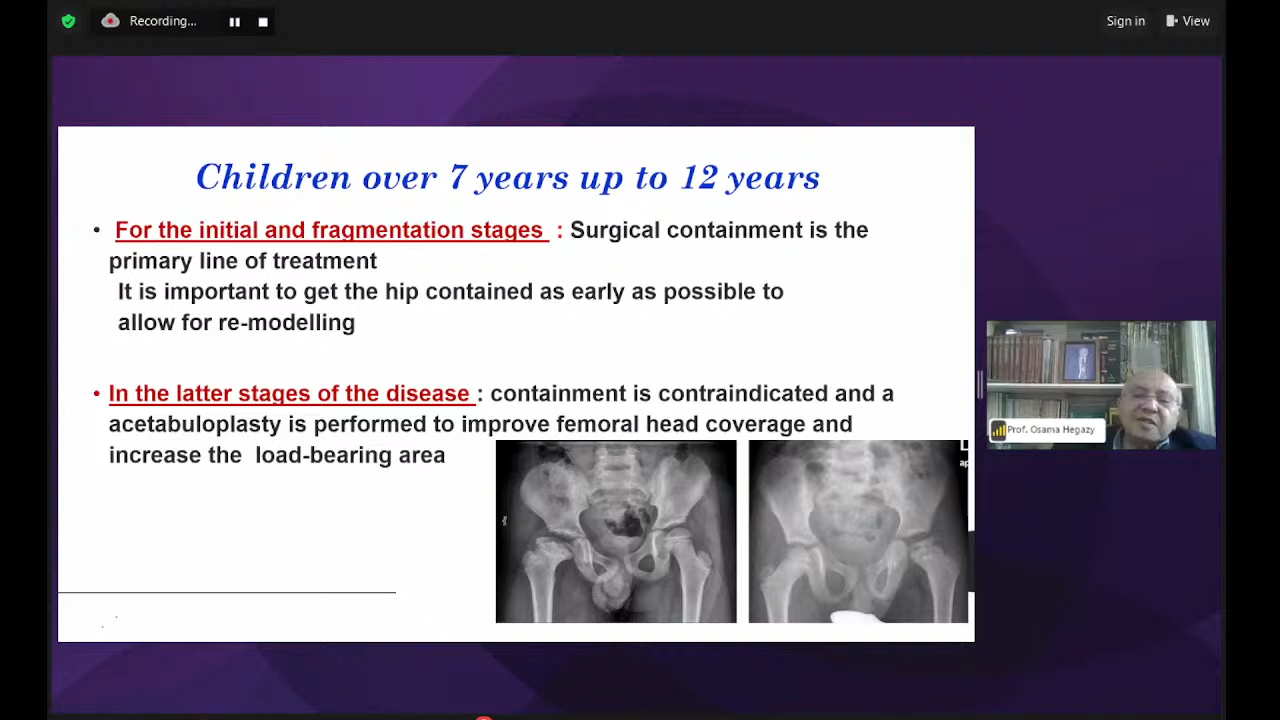 Recording...
Sign in
View
Children over 7 years up to 12 years
• For the initial and fragmentation stages : Surgical containment is the
primary line of treatment
It is important to get the hip contained as early as possible to
allow for re-modelling
• In the latter stages of the disease : containment is contraindicated and a
acetabuloplasty is performed to improve femoral head coverage and
increase the load-bearing area
Prof. Osama Hegazy